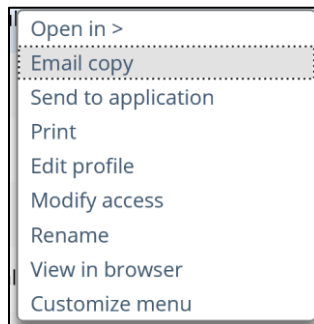 Open in >
Email copy
Send to application
Print
Edit profile
Modify access
Rename
View in browser
Customize menu